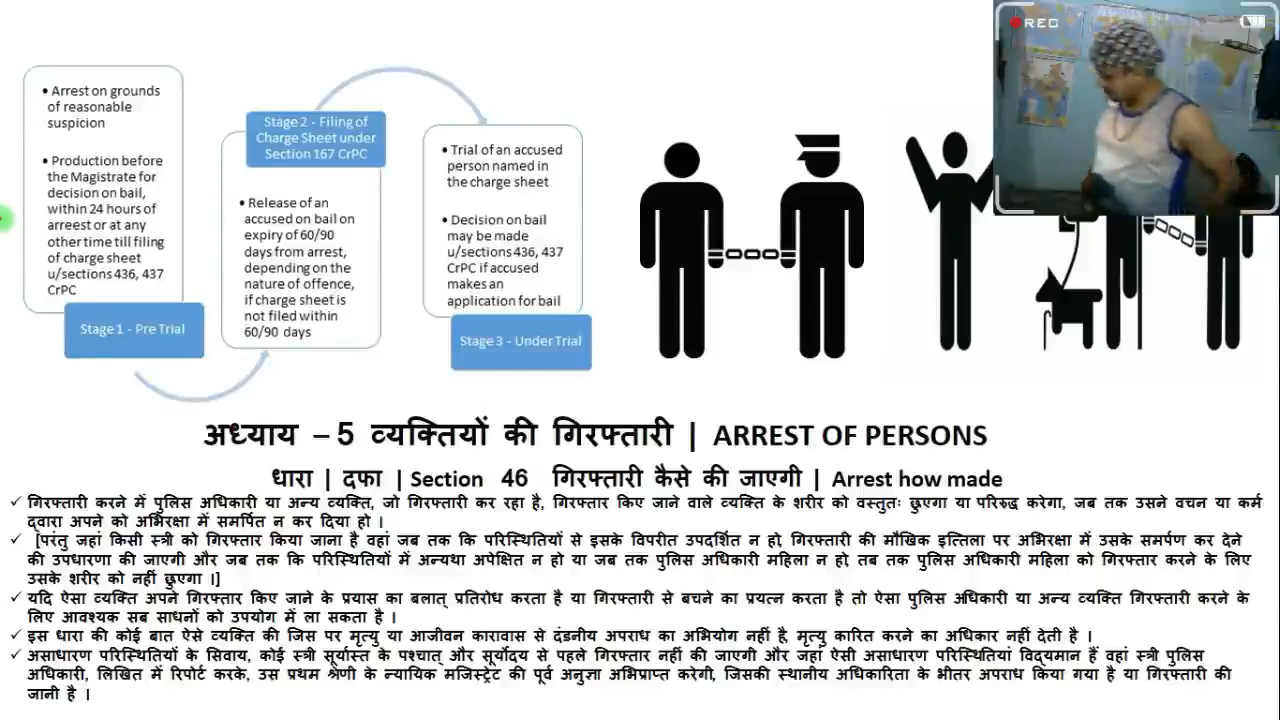 • Arrest on grounds
of reasonable
suspicion
• Production before
the Magistrate for
decision on bail,
within 24 hours of
arreest or at any
other time till filing
of charge sheet
u/sections 436, 437
CrPC
Stage 1 - Pre Trial
Stage 2 - Filing of
Charge Sheet under
Section 167 CrPC
• Release of an
accused on bail on
expiry of 60/90
days from arrest,
depending on the
nature of offence,
if charge sheet is
not filed within
60/90 days
• Trial of an accused
person named in
the charge sheet
• Decision on bail
may be made
u/sections 436, 437
CrPC if accused
makes an
application for bail
Stage 3 - Under Trial
REC
अध्याय – 5 व्यक्तियों की गिरफ्तारी | ARREST OF PERSONS
धारा | दफा | Section 46 गिरफ्तारी कैसे की जाएगी | Arrest how made
✓ गिरफ्तारी करने में पुलिस अधिकारी या अन्य व्यक्ति, जो गिरफ्तारी कर रहा है, गिरफ्तार किए जाने वाले व्यक्ति के शरीर को वस्तुतः छुएगा या परिरुद्ध करेगा, जब तक उसने वचन या कर्म
द्वारा अपने को अभिरक्षा में समर्पित न कर दिया हो ।
✓ [परंतु जहां किसी स्त्री को गिरफ्तार किया जाना है वहां जब तक कि परिस्थितियों से इसके विपरीत उपदर्शित न हो, गिरफ्तारी की मौखिक इत्तिला पर अभिरक्षा में उसके समर्पण कर देने
की उपधारणा की जाएगी और जब तक कि परिस्थितियों में अन्यथा अपेक्षित न हो या जब तक पुलिस अधिकारी महिला न हो, तब तक पुलिस अधिकारी महिला को गिरफ्तार करने के लिए
उसके शरीर को नहीं छुएगा ।]
✓ यदि ऐसा व्यक्ति अपने गिरफ्तार किए जाने के प्रयास का बलात् प्रतिरोध करता है या गिरफ्तारी से बचने का प्रयत्न करता है तो ऐसा पुलिस अधिकारी या अन्य व्यक्ति गिरफ्तारी करने के
लिए आवश्यक सब साधनों को उपयोग में ला सकता है ।
✓ इस धारा की कोई बात ऐसे व्यक्ति की जिस पर मृत्यु या आजीवन कारावास से दंडनीय अपराध का अभियोग नहीं है, मृत्यु कारित करने का अधिकार नहीं देती है ।
✓ असाधारण परिस्थितियों के सिवाय, कोई स्त्री सूर्यास्त के पश्चात् और सूर्योदय से पहले गिरफ्तार नहीं की जाएगी और जहां ऐसी असाधारण परिस्थितियां विद्यमान हैं वहां स्त्री पुलिस
अधिकारी, लिखित में रिपोर्ट करके, उस प्रथम श्रेणी के न्यायिक मजिस्ट्रेट की पूर्व अनुज्ञा अभिप्राप्त करेगी, जिसकी स्थानीय अधिकारिता के भीतर अपराध किया गया है या गिरफ्तारी की
जानी है ।